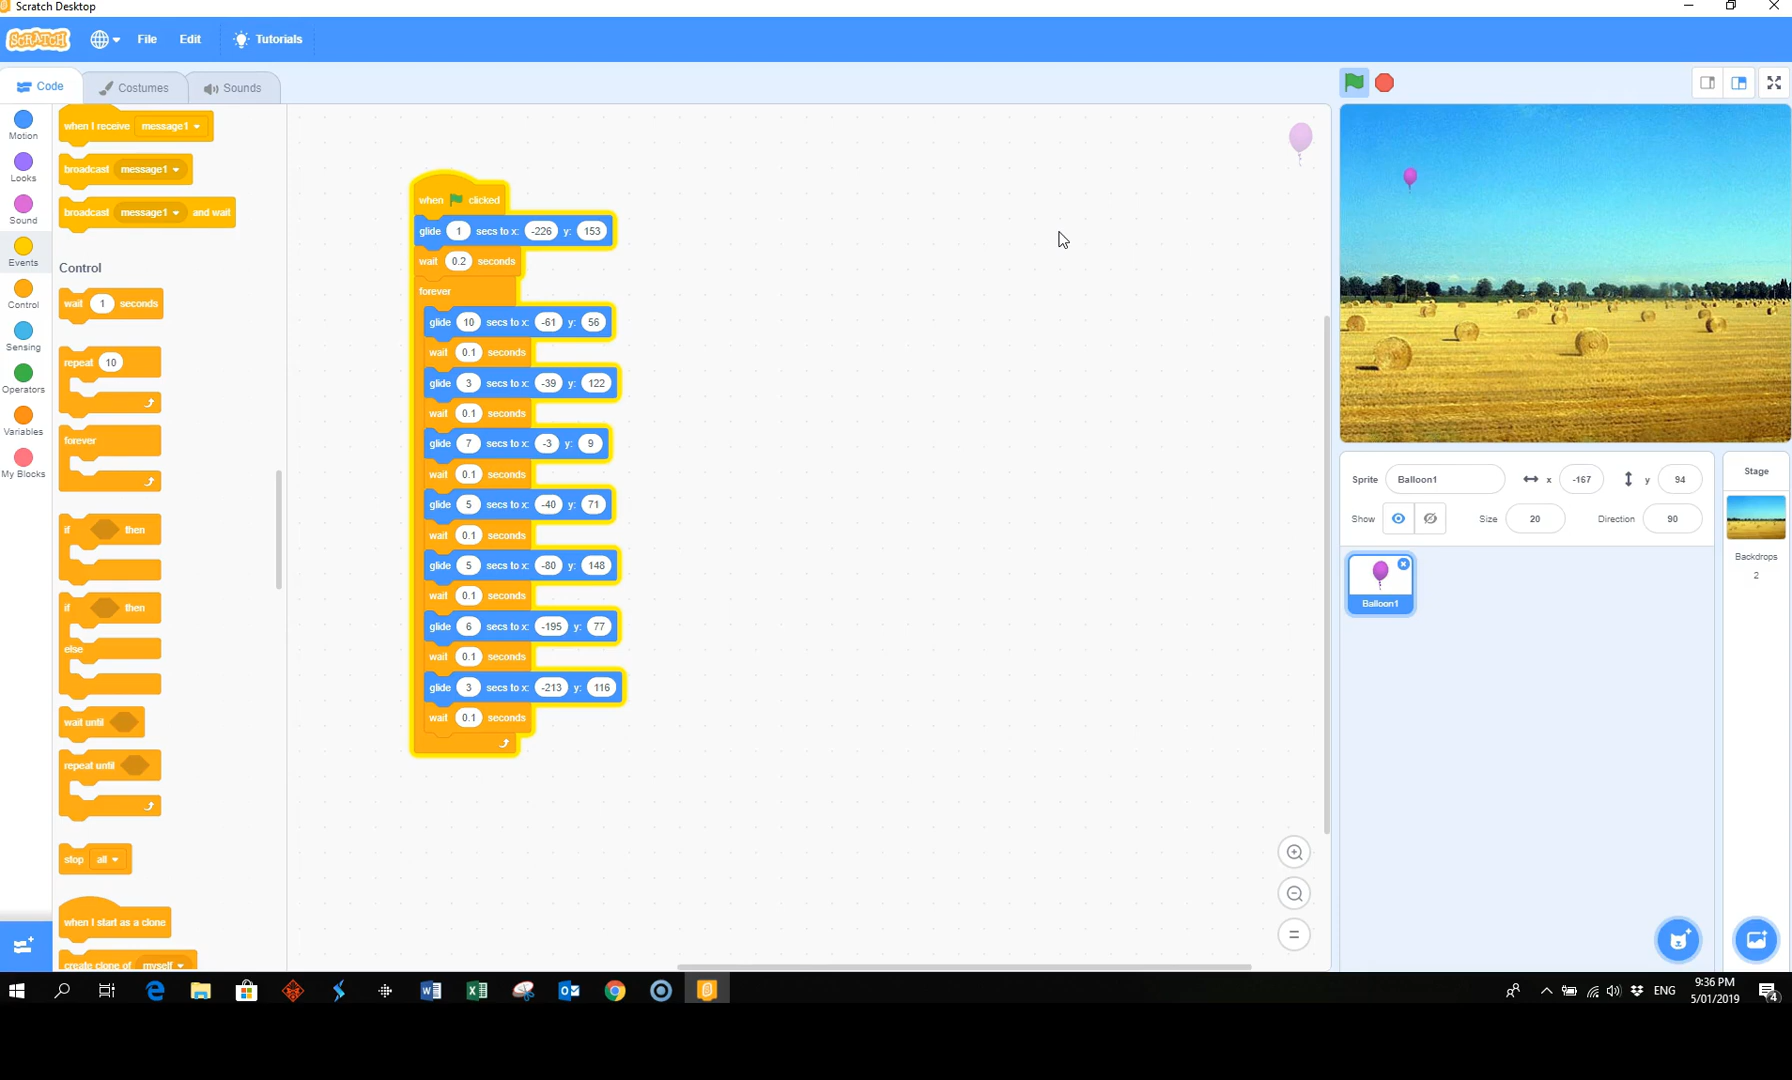 Scratch Desktop
SCRATCH
File
Edit
Tutorials
Code
Costumes
Sounds
Motion
Looks
Sound
Events
Control
Sensing
Operators
Variables
My Blocks
when I receive message1
broadcast message1
broadcast message1 and wait
Control
wait 1 seconds
repeat 10
forever
if then
if then
else
wait until
repeat until
stop all
when I start as a clone
create clone of myself
when clicked
glide 1 secs to x: -226 y: 153
wait 0.2 seconds
forever
glide 10 secs to x: -61 y: 56
wait 0.1 seconds
glide 3 secs to x: -39 y: 122
wait 0.1 seconds
glide 7 secs to x: -3 y: 9
wait 0.1 seconds
glide 5 secs to x: -40 y: 71
wait 0.1 seconds
glide 5 secs to x: -80 y: 148
wait 0.1 seconds
glide 6 secs to x: -195 y: 77
wait 0.1 seconds
glide 3 secs to x: -213 y: 116
wait 0.1 seconds
Sprite Balloon1 x -167 y 94
Show Size 20 Direction 90
Balloon1
Stage
Backdrops
2
ENG
9:36 PM
5/01/2019
4